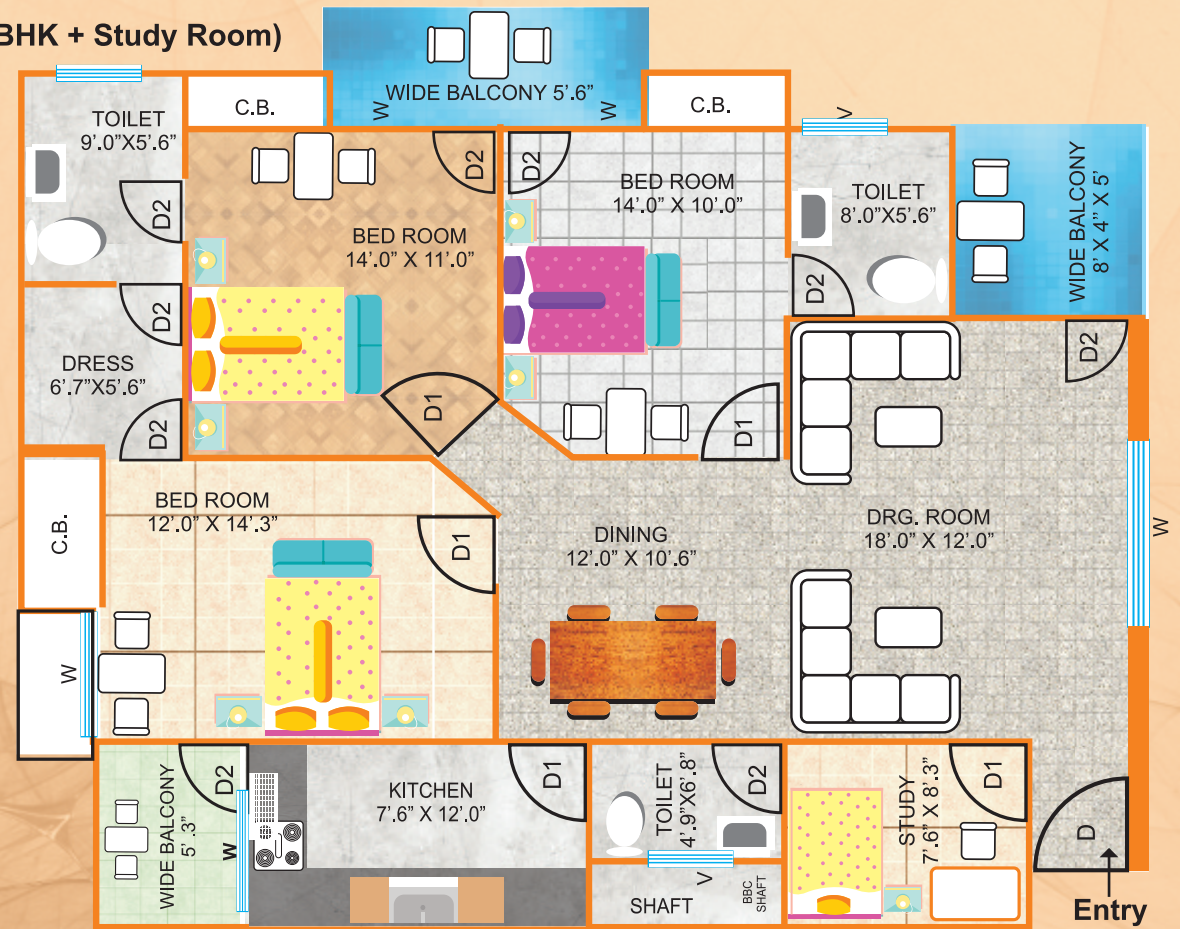 BHK + Study Room)
WIDE BALCONY 5'.6"
W
W
C.B.
C.B.
TOILET
9'.0"X5'.6"
D2
D2
D2
V
BED ROOM
14'.0" X 10'.0"
TOILET
8'.0"X5'.6"
WIDE BALCONY
8' X 4" X 5'
D2
BED ROOM
14'.0" X 11'.0"
D2
D2
DRESS
6'.7"X5'.6"
D2
D2
D1
D1
C.B.
BED ROOM
12'.0" X 14'.3"
D1
DINING
12'.0" X 10'.6"
DRG. ROOM
18'.0" X 12'.0"
W
W
WIDE BALCONY
5' .3"
D2
W
KITCHEN
7'.6" X 12'.0"
D1
TOILET
4'.9"X6'.8"
D2
V
SHAFT
BBC
SHAFT
STUDY
7'.6" X 8'.3"
D1
D
Entry